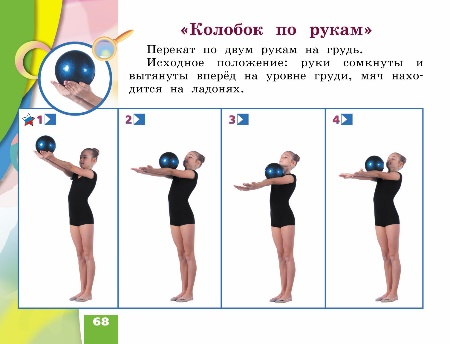 «Колобок по рукам»
Перекат по двум рукам на грудь.
Исходное положение: руки сомкнуты и
вытянуты вперёд на уровне груди, мяч нахо-
дится на ладонях.
1 2 3 4
68